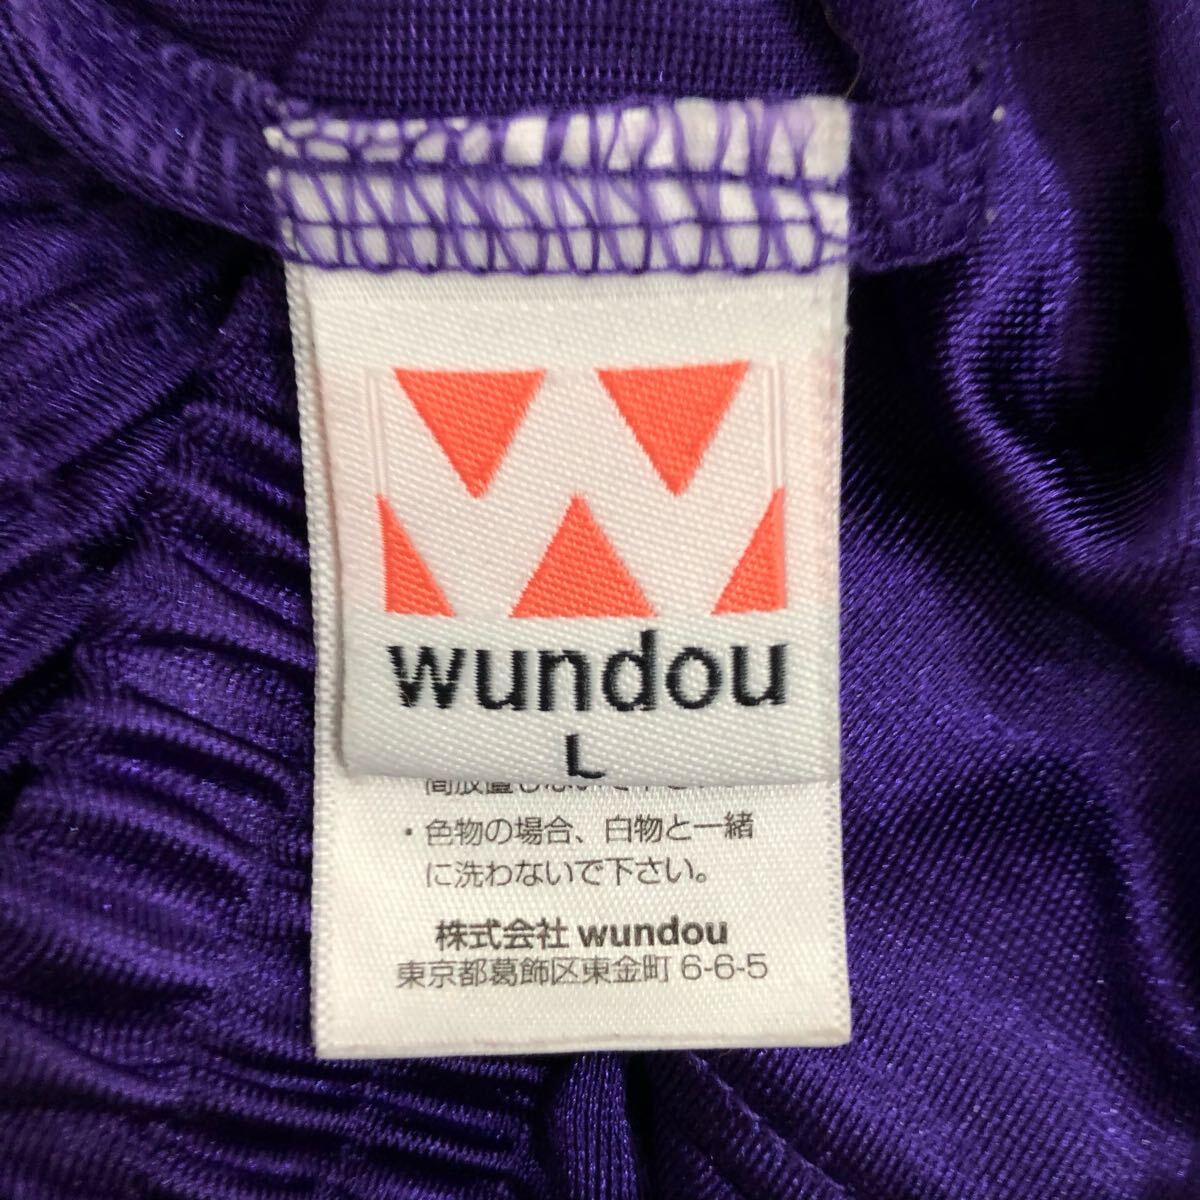 wundou
L
・色物の場合、白物と一緒
に洗わないで下さい。
株式会社 wundou
東京都葛飾区東金町 6-6-5